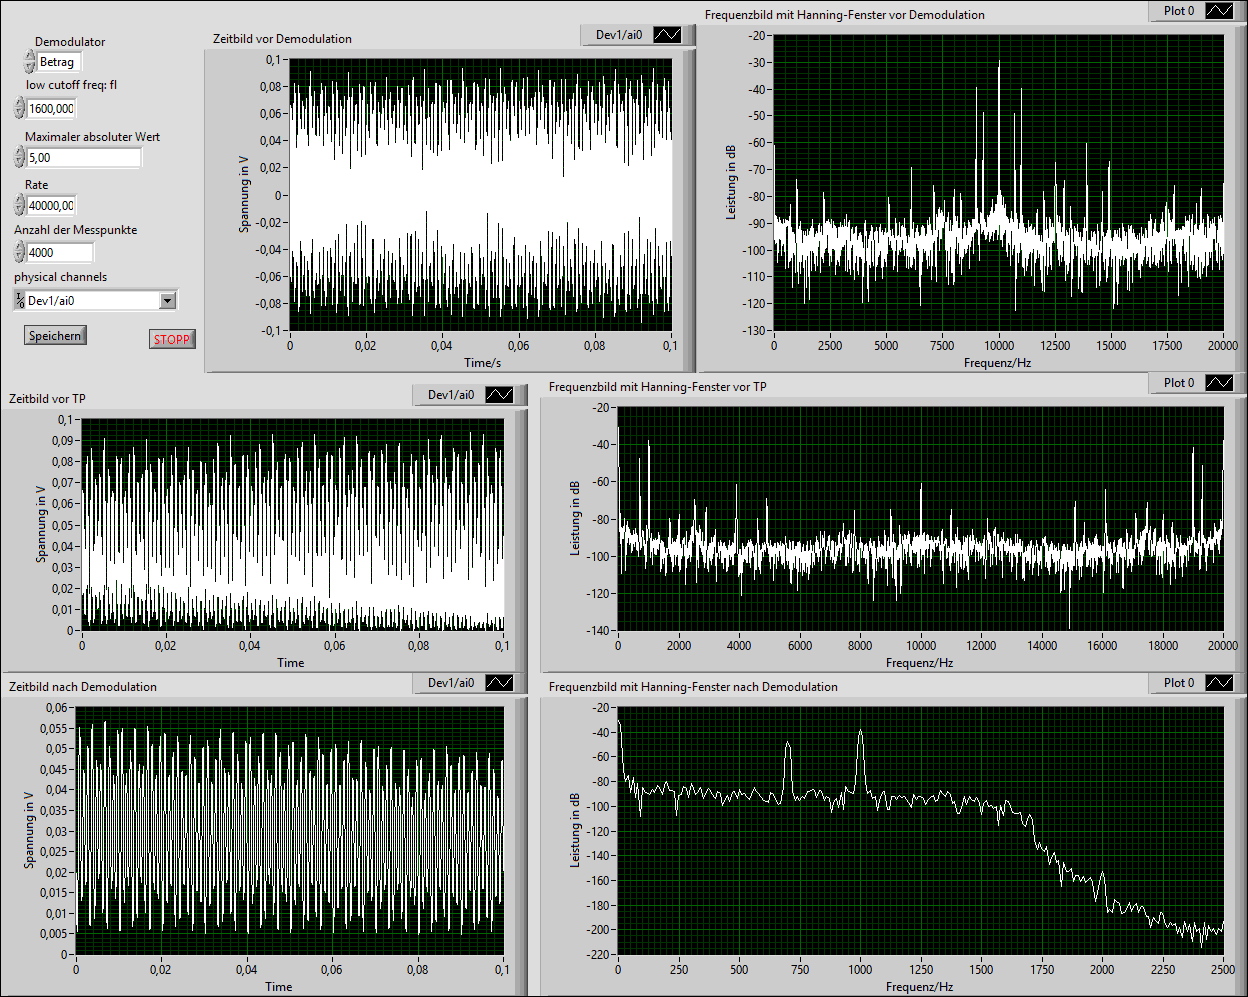 Demodulator
Betrag
low cutoff freq: fl
1600,000
Maximaler absoluter Wert
5,00
Rate
40000,00
Anzahl der Messpunkte
4000
physical channels
Dev1/ai0
Speichern
STOPP
Zeitbild vor Demodulation
Dev1/ai0
Spannung in V
0,1
0,08
0,06
0,04
0,02
0
-0,02
-0,04
-0,06
-0,08
-0,1
0 0,02 0,04 0,06 0,08 0,1
Time/s
Frequenzbild mit Hanning-Fenster vor Demodulation
Plot 0
Leistung in dB
-20
-30
-40
-50
-60
-70
-80
-90
-100
-110
-120
-130
0 2500 5000 7500 10000 12500 15000 17500 20000
Frequenz/Hz
Zeitbild vor TP
Dev1/ai0
Spannung in V
0,1
0,09
0,08
0,07
0,06
0,05
0,04
0,03
0,02
0,01
0
0 0,02 0,04 0,06 0,08 0,1
Time
Frequenzbild mit Hanning-Fenster vor TP
Plot 0
Leistung in dB
-20
-40
-60
-80
-100
-120
-140
0 2000 4000 6000 8000 10000 12000 14000 16000 18000 20000
Frequenz/Hz
Zeitbild nach Demodulation
Dev1/ai0
Spannung in V
0,06
0,055
0,05
0,045
0,04
0,035
0,03
0,025
0,02
0,015
0,01
0,005
0
0 0,02 0,04 0,06 0,08 0,1
Time
Frequenzbild mit Hanning-Fenster nach Demodulation
Plot 0
Leistung in dB
-20
-40
-60
-80
-100
-120
-140
-160
-180
-200
-220
0 250 500 750 1000 1250 1500 1750 2000 2250 2500
Frequenz/Hz